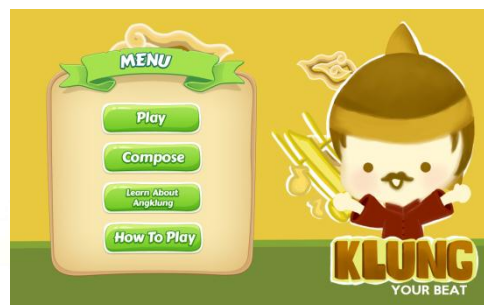 MENU
Play
Compose
Learn About
Angklung
How To Play
KLUNG
YOUR BEAT